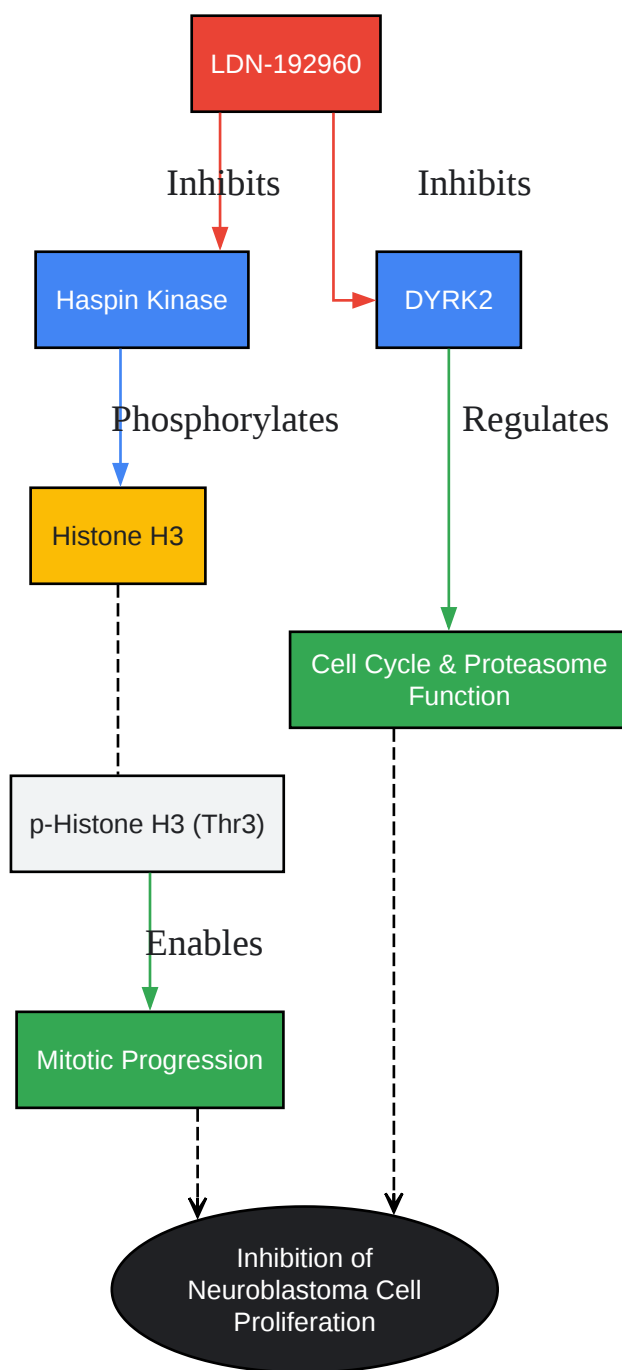 LDN-192960
Inhibits
Inhibits
Haspin Kinase
DYRK2
Phosphorylates
Regulates
Histone H3
Cell Cycle & Proteasome
Function
p-Histone H3 (Thr3)
Enables
Mitotic Progression
Inhibition of
Neuroblastoma Cell
Proliferation